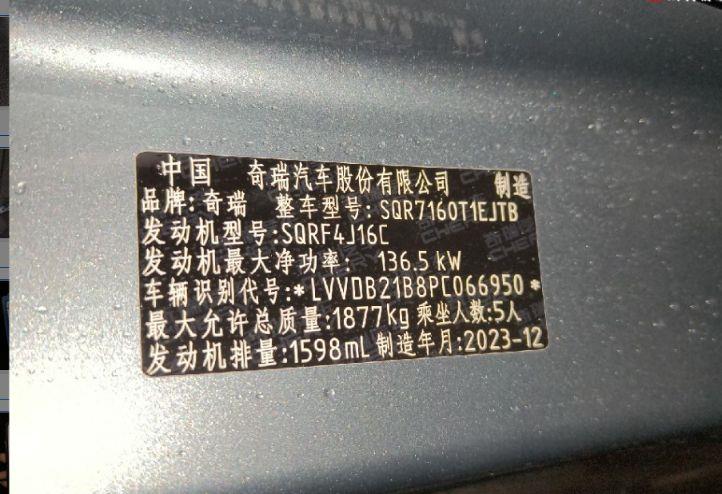 中国 奇瑞汽车股份有限公司 制造
品牌:奇瑞 整车型号:SQR7160T1EJTB
发动机型号:SQRF4J16C
发动机最大净功率: 136.5 kW
车辆识别代号:*LVVDB21B8PC066950*
最大允许总质量:1877kg 乘坐人数:5人
发动机排量:1598mL 制造年月:2023-12